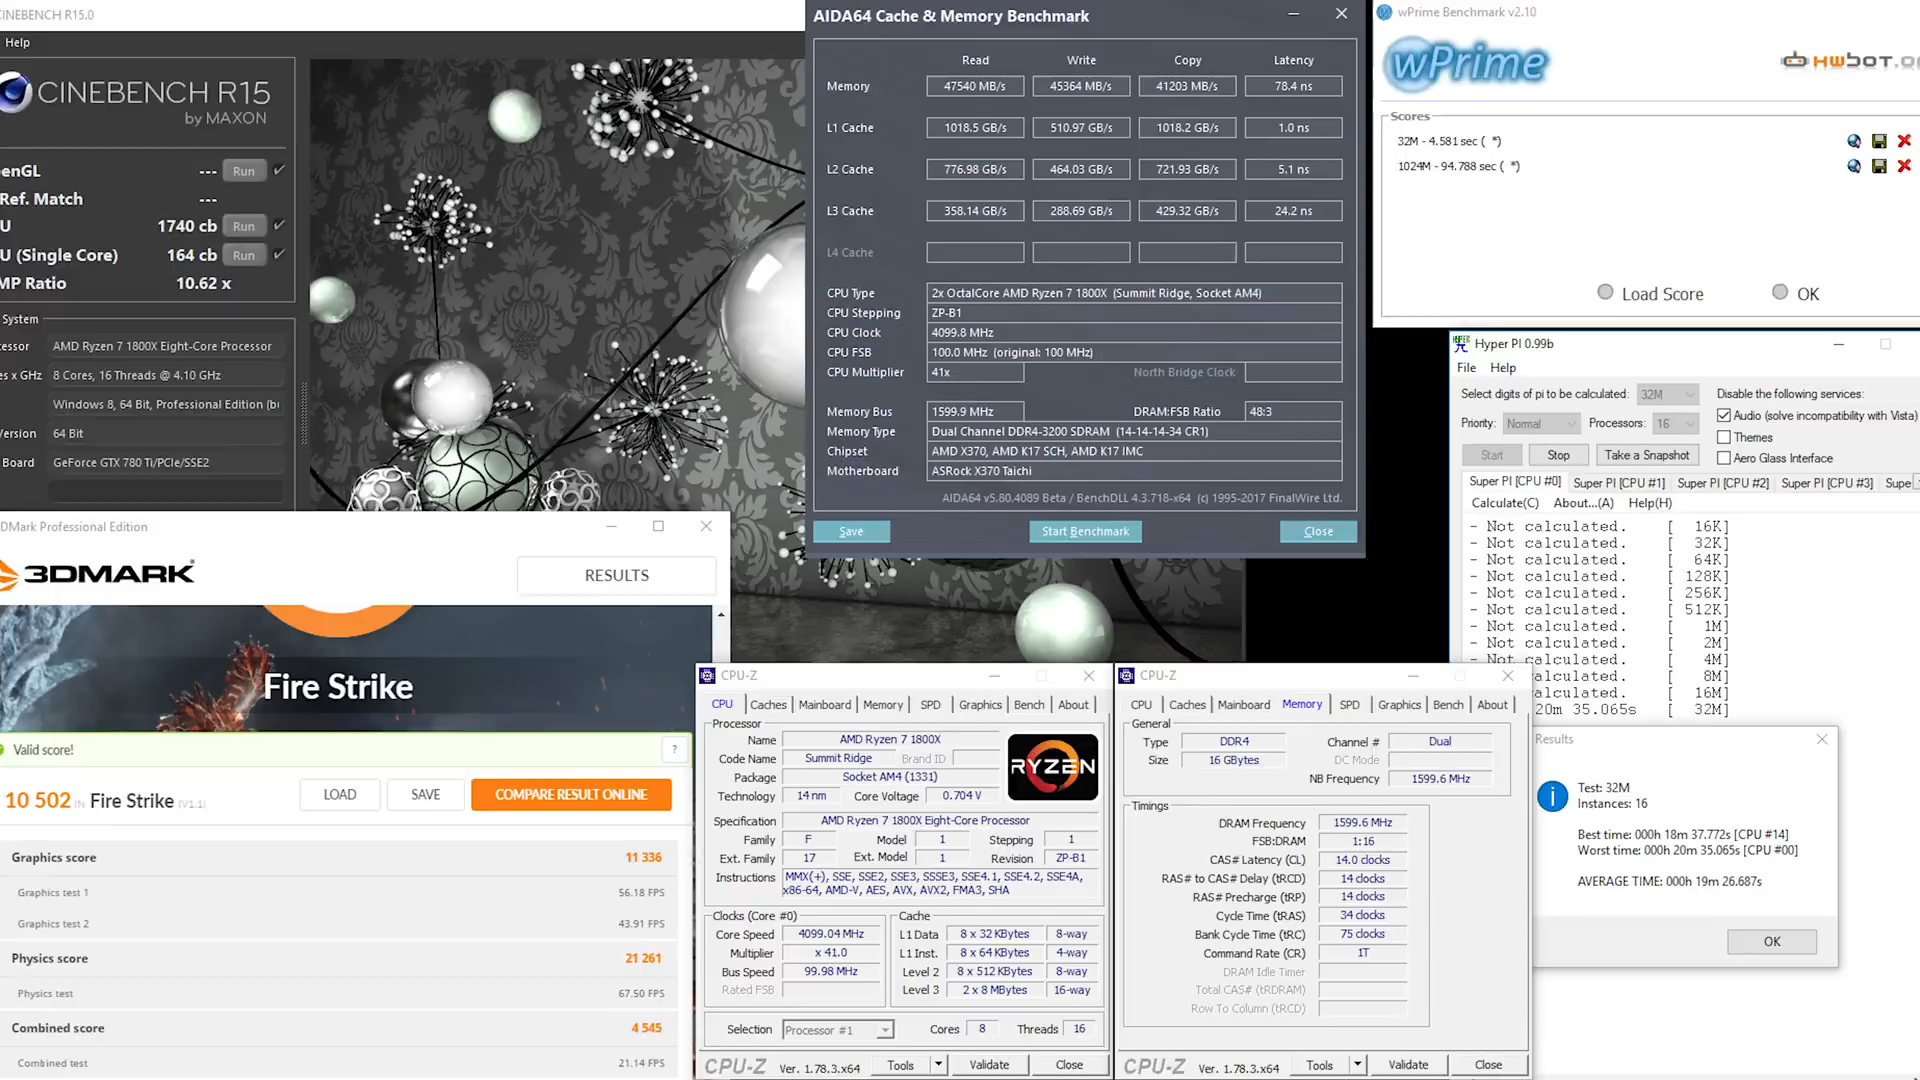 CINEBENCH R15.0
Help
CINEBENCH R15
by MAXON
enGL --- Run
Ref. Match ---
U 1740 cb Run
U (Single Core) 164 cb Run
MP Ratio 10.62 x
System
essor AMD Ryzen 7 1800X Eight-Core Processor
es x GHz 8 Cores, 16 Threads @ 4.10 GHz
Windows 8, 64 Bit, Professional Edition (b
ersion 64 Bit
Board GeForce GTX 780 Ti/PCIe/SSE2
AIDA64 Cache & Memory Benchmark
Read Write Copy Latency
Memory 47540 MB/s 45364 MB/s 41203 MB/s 78.4 ns
L1 Cache 1018.5 GB/s 510.97 GB/s 1018.2 GB/s 1.0 ns
L2 Cache 776.98 GB/s 464.03 GB/s 721.93 GB/s 5.1 ns
L3 Cache 358.14 GB/s 288.69 GB/s 429.32 GB/s 24.2 ns
L4 Cache
CPU Type 2x OctalCore AMD Ryzen 7 1800X (Summit Ridge, Socket AM4)
CPU Stepping ZP-B1
CPU Clock 4099.8 MHz
CPU FSB 100.0 MHz (original: 100 MHz)
CPU Multiplier 41x North Bridge Clock
Memory Bus 1599.9 MHz DRAM:FSB Ratio 48:3
Memory Type Dual Channel DDR4-3200 SDRAM (14-14-14-34 CR1)
Chipset AMD X370, AMD K17 SCH, AMD K17 IMC
Motherboard ASRock X370 Taichi
AIDA64 v5.80.4089 Beta / BenchDLL 4.3.718-x64 (c) 1995-2017 FinalWire Ltd.
Save Start Benchmark Close
wPrime Benchmark v2.10
wPrime HWBOT.O
Scores
32M - 4.581 sec ( *)
1024M - 94.788 sec ( *)
Load Score OK
Hyper PI 0.99b
File Help
Select digits of pi to be calculated: 32M Disable the following services:
Audio (solve incompatibility with Vista)
Priority: Normal Processors: 16 Themes
Start Stop Take a Snapshot Aero Glass Interface
Super PI [CPU #0] Super PI [CPU #1] Super PI [CPU #2] Super PI [CPU #3] Supe
Calculate(C) About...(A) Help(H)
- Not calculated. [ 16K]
- Not calculated. [ 32K]
- Not calculated. [ 64K]
- Not calculated. [ 128K]
- Not calculated. [ 256K]
- Not calculated. [ 512K]
- Not calculated. [ 1M]
- Not calculated. [ 2M]
- Not calculated. [ 4M]
calculated. [ 8M]
calculated. [ 16M]
20m 35.065s [ 32M]
Results
Test: 32M
Instances: 16
Best time: 000h 18m 37.772s [CPU #14]
Worst time: 000h 20m 35.065s [CPU #00]
AVERAGE TIME: 000h 19m 26.687s
OK
DMark Professional Edition
3DMARK RESULTS
Fire Strike
Valid score! ?
10 502 IN Fire Strike (V1.1) LOAD SAVE COMPARE RESULT ONLINE
Graphics score 11 336
Graphics test 1 56.18 FPS
Graphics test 2 43.91 FPS
Physics score 21 261
Physics test 67.50 FPS
Combined score 4 545
Combined test 21.14 FPS
CPU-Z
CPU Caches Mainboard Memory SPD Graphics Bench About
Processor
Name AMD Ryzen 7 1800X
Code Name Summit Ridge Brand ID
Package Socket AM4 (1331)
Technology 14 nm Core Voltage 0.704 V
RYZEN
Specification AMD Ryzen 7 1800X Eight-Core Processor
Family F Model 1 Stepping 1
Ext. Family 17 Ext. Model 1 Revision ZP-B1
Instructions MMX(+), SSE, SSE2, SSE3, SSSE3, SSE4.1, SSE4.2, SSE4A,
x86-64, AMD-V, AES, AVX, AVX2, FMA3, SHA
Clocks (Core #0) Cache
Core Speed 4099.04 MHz L1 Data 8 x 32 KBytes 8-way
Multiplier x 41.0 L1 Inst. 8 x 64 KBytes 4-way
Bus Speed 99.98 MHz Level 2 8 x 512 KBytes 8-way
Rated FSB Level 3 2 x 8 MBytes 16-way
Selection Processor #1 Cores 8 Threads 16
CPU-Z Ver. 1.78.3.x64 Tools Validate Close
CPU-Z
CPU Caches Mainboard Memory SPD Graphics Bench About
General
Type DDR4 Channel # Dual
Size 16 GBytes DC Mode
NB Frequency 1599.6 MHz
Timings
DRAM Frequency 1599.6 MHz
FSB:DRAM 1:16
CAS# Latency (CL) 14.0 clocks
RAS# to CAS# Delay (tRCD) 14 clocks
RAS# Precharge (tRP) 14 clocks
Cycle Time (tRAS) 34 clocks
Bank Cycle Time (tRC) 75 clocks
Command Rate (CR) 1T
DRAM Idle Timer
Total CAS# (tRDRAM)
Row To Column (tRCD)
CPU-Z Ver. 1.78.3.x64 Tools Validate Close